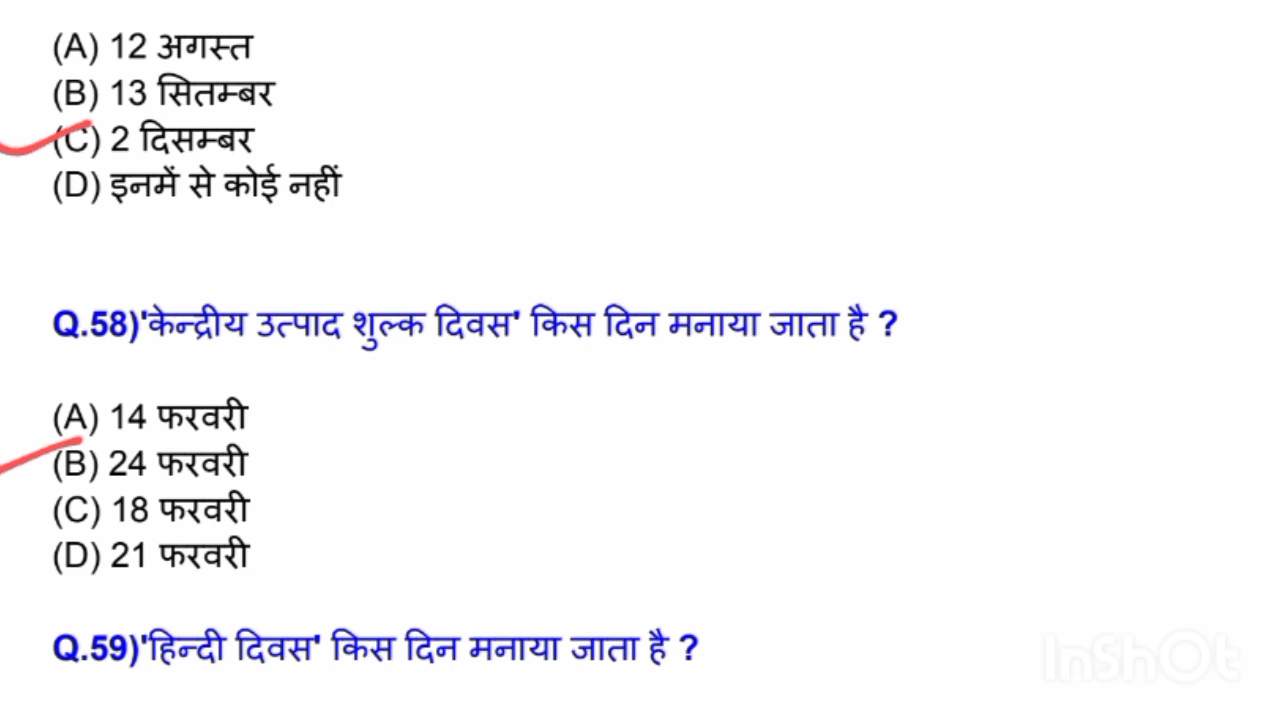 (A) 12 अगस्त
(B) 13 सितम्बर
(C) 2 दिसम्बर
(D) इनमें से कोई नहीं
Q.58)'केन्द्रीय उत्पाद शुल्क दिवस' किस दिन मनाया जाता है ?
(A) 14 फरवरी
(B) 24 फरवरी
(C) 18 फरवरी
(D) 21 फरवरी
Q.59)'हिन्दी दिवस' किस दिन मनाया जाता है ?
InShOt